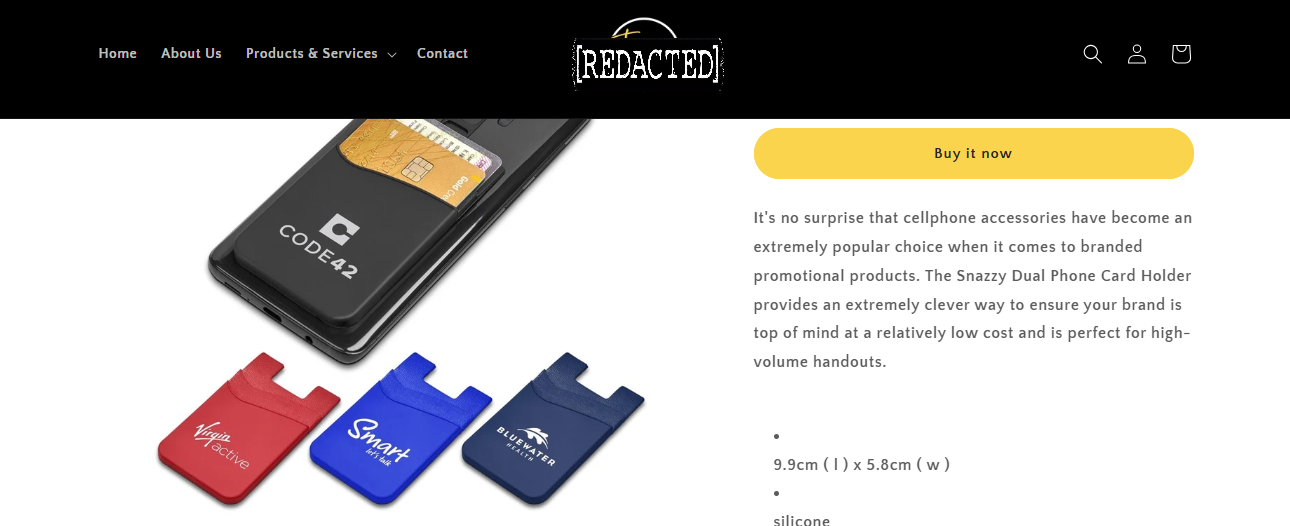 Home
About Us
Products & Services
Contact
[REDACTED]
Buy it now
It's no surprise that cellphone accessories have become an
extremely popular choice when it comes to branded
promotional products. The Snazzy Dual Phone Card Holder
provides an extremely clever way to ensure your brand is
top of mind at a relatively low cost and is perfect for high-
volume handouts.
•
9.9cm ( l ) x 5.8cm ( w )
•
silicone
Gold
CODE42
Virgin
active
Smart
let's talk
BLUEWATER
HEALTH